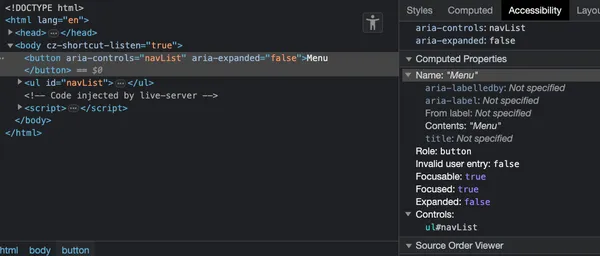 <!DOCTYPE html>
<html lang="en">
▶<head>…</head>
▼<body cz-shortcut-listen="true">
…<button aria-controls="navList" aria-expanded="false">Menu
</button> == $0
▶<ul id="navList">…</ul>
<!-- Code injected by live-server -->
▶<script>…</script>
</body>
</html>
html body button
Styles Computed Accessibility Layou
aria-controls: navList
aria-expanded: false
▼Computed Properties
▼Name: "Menu"
aria-labelledby: Not specified
aria-label: Not specified
From label: Not specified
Contents: "Menu"
title: Not specified
Role: button
Invalid user entry: false
Focusable: true
Focused: true
Expanded: false
▼Controls:
ul#navList
▼Source Order Viewer